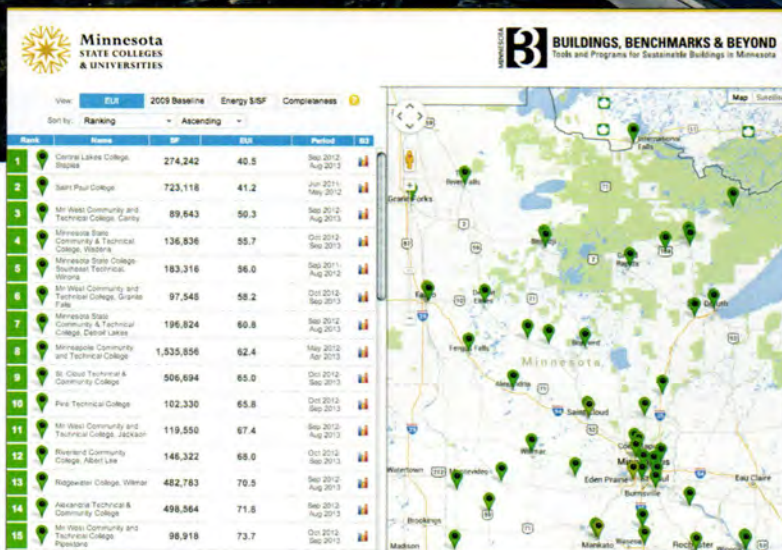 Minnesota
STATE COLLEGES
& UNIVERSITIES
MINNESOTA
B3
BUILDINGS, BENCHMARKS & BEYOND
Tools and Programs for Sustainable Buildings in Minnesota
View: EUI 2009 Baseline Energy $/SF Completeness ?
Sort by: Ranking Ascending
Rank Name SF EUI Period B3
1 Central Lakes College, Staples 274,242 40.5 Sep 2012- Aug 2013
2 Saint Paul College 723,118 41.2 Jun 2011- May 2012
3 Mn West Community and Technical College, Canby 89,643 50.3 Sep 2012- Aug 2013
4 Minnesota State Community & Technical College, Wadena 136,836 55.7 Oct 2012- Sep 2013
5 Minnesota State College- Southeast Technical, Winona 183,316 56.0 Sep 2011- Aug 2012
6 Mn West Community and Technical College, Granite Falls 97,548 58.2 Oct 2012- Sep 2013
7 Minnesota State Community & Technical College, Detroit Lakes 196,824 60.8 Sep 2012- Aug 2013
8 Minneapolis Community and Technical College 1,535,856 62.4 May 2012- Apr 2013
9 St. Cloud Technical & Community College 506,694 65.0 Oct 2012- Sep 2013
10 Pine Technical College 102,330 65.8 Oct 2012- Sep 2013
11 Mn West Community and Technical College, Jackson 119,550 67.4 Sep 2012- Aug 2013
12 Riverland Community College, Albert Lea 146,322 68.0 Oct 2012- Sep 2013
13 Ridgewater College, Willmar 482,763 70.5 Sep 2012- Aug 2013
14 Alexandria Technical & Community College 498,564 71.8 Sep 2012- Aug 2013
15 Mn West Community and Technical College, Pipestone 98,918 73.7 Oct 2012- Sep 2013
Map Satellite
International Falls
Grand Forks
Duluth
Fargo
Fergus Falls
Brainerd
Minnesota
Alexandria
Saint Cloud
Willmar
Watertown
Montevideo
Eden Prairie
Burnsville
Eau Claire
Brookings
Madison
Mankato
Rochester